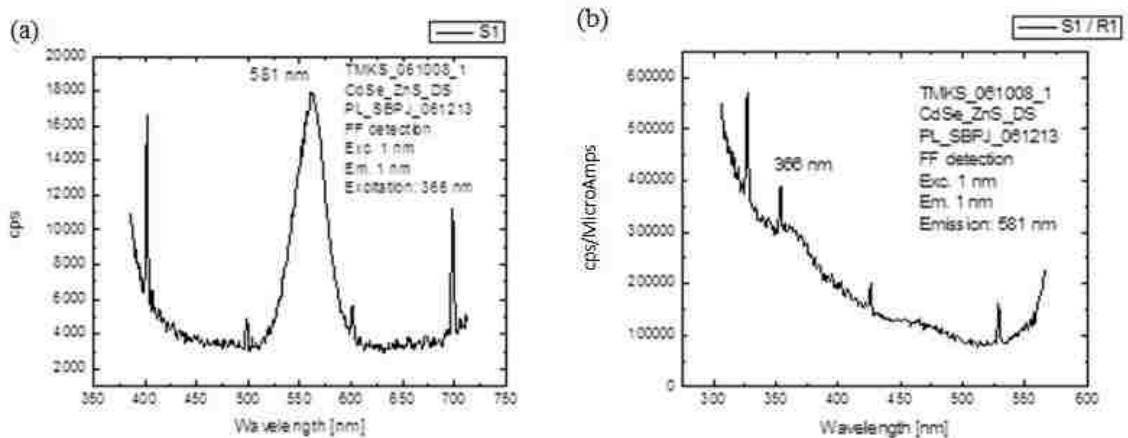 (a)
S1
20000
18000
16000
14000
12000
10000
8000
6000
4000
2000
cps
581 nm
TMKS_061008_1
CdSe_ZnS_DS
PL_SBPJ_061213
FF detection
Exc. 1 nm
Em. 1 nm
Excitation: 366 nm
350 400 450 500 550 600 650 700 750
Wavelength [nm]
(b)
S1 / R1
600000
500000
400000
300000
200000
100000
0
cps/MicroAmps
366 nm
TMKS_061008_1
CdSe_ZnS_DS
PL_SBPJ_061213
FF detection
Exc. 1 nm
Em. 1 nm
Emission: 581 nm
300 350 400 450 500 550 600
Wavelength [nm]